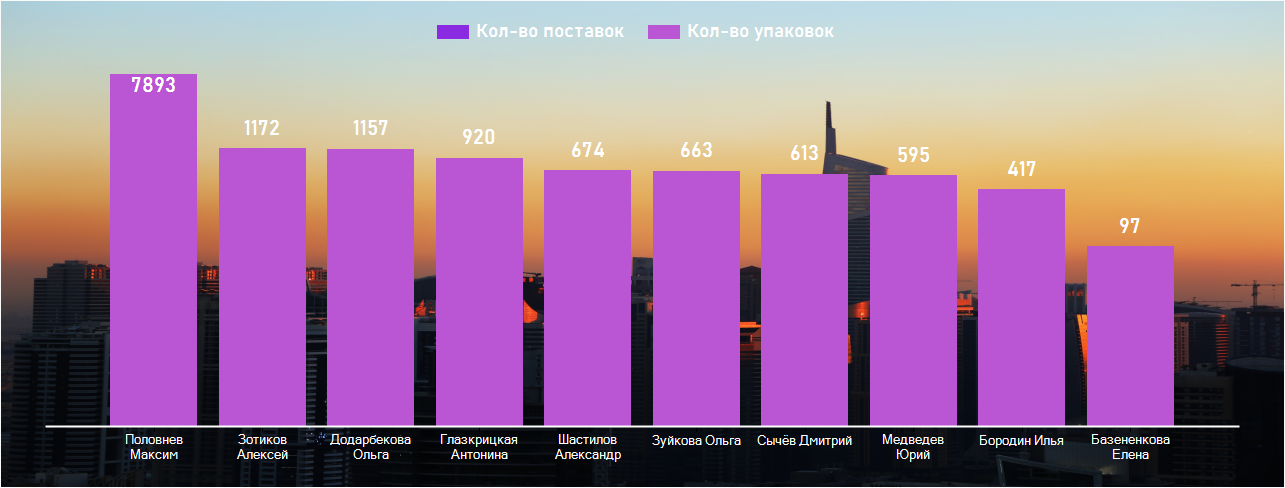 Кол-во поставок Кол-во упаковок
7893
1172
1157
920
674
663
613
595
417
97
Половнев
Максим
Зотиков
Алексей
Додарбекова
Ольга
Глазкрицкая
Антонина
Шастилов
Александр
Зуйкова Ольга
Сычёв Дмитрий
Медведев
Юрий
Бородин Илья
Базененкова
Елена